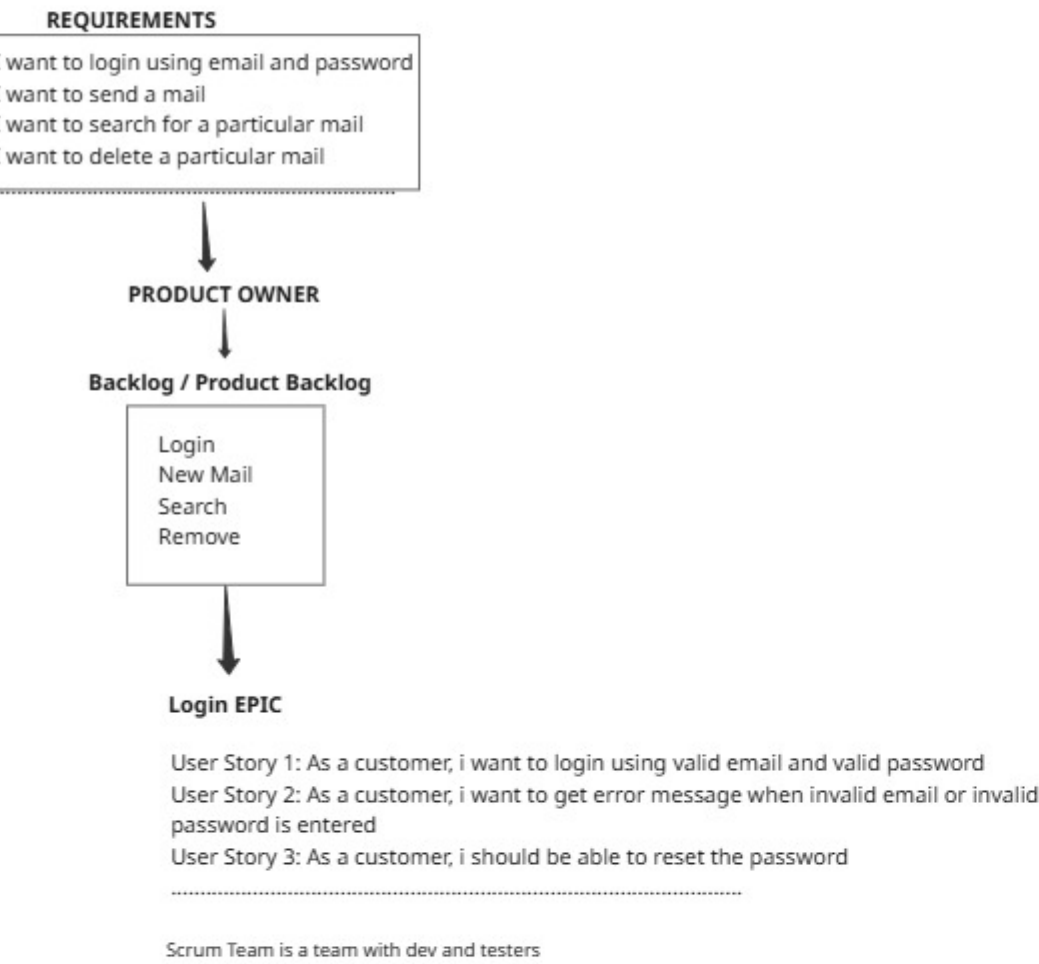 REQUIREMENTS
I want to login using email and password
I want to send a mail
I want to search for a particular mail
I want to delete a particular mail
PRODUCT OWNER
Backlog / Product Backlog
Login
New Mail
Search
Remove
Login EPIC
User Story 1: As a customer, i want to login using valid email and valid password
User Story 2: As a customer, i want to get error message when invalid email or invalid
password is entered
User Story 3: As a customer, i should be able to reset the password
Scrum Team is a team with dev and testers